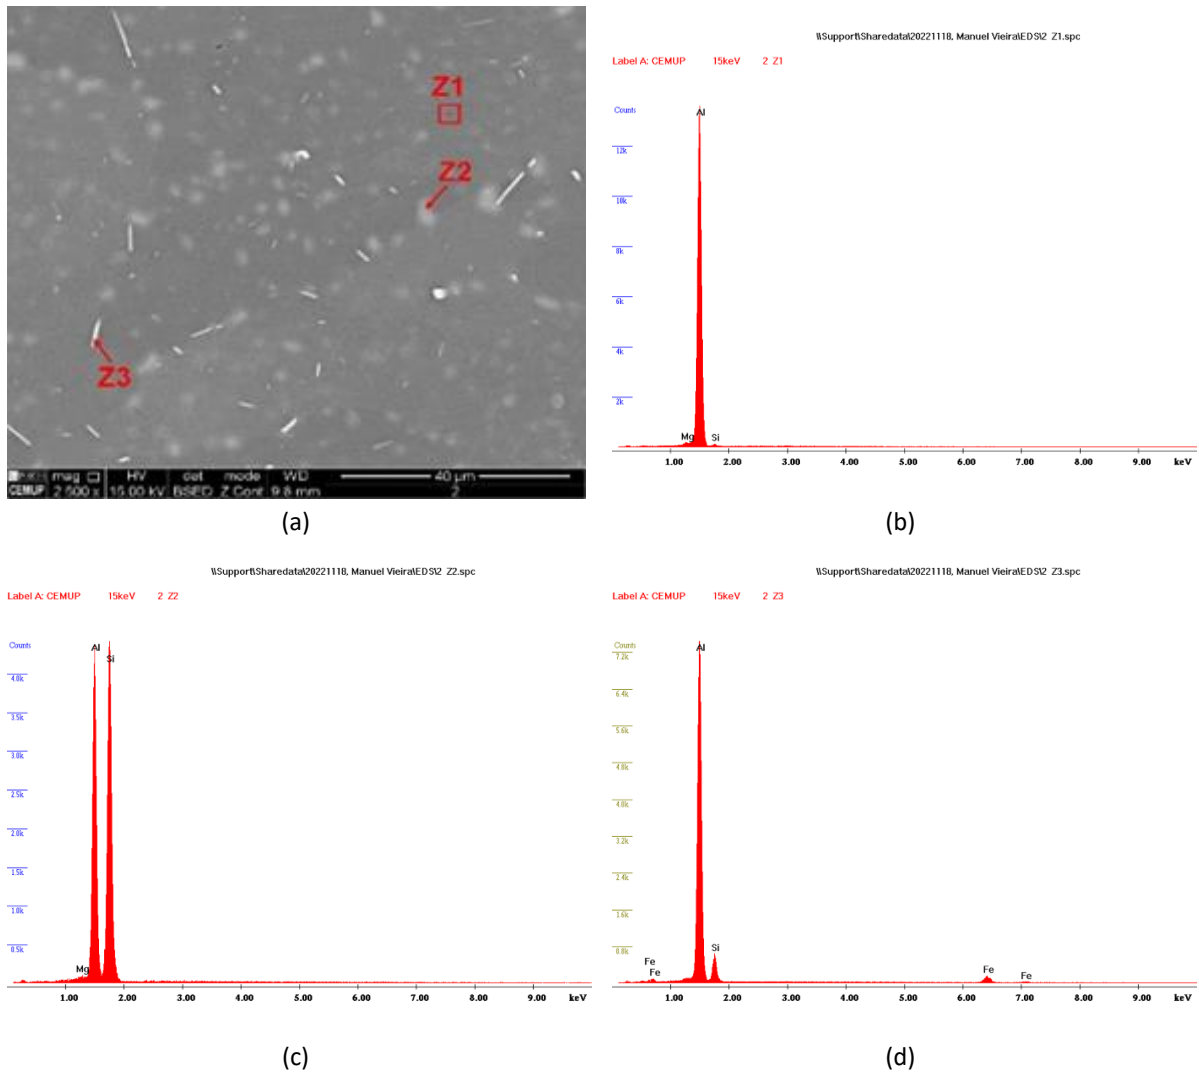 Z1
Z2
Z3
mag HV det mode WD 40 µm
CEMUP 2 500 x 15.00 kV BSED Z Cont 9.8 mm 2
(a)
\\Support\Sharedata\20221118, Manuel Vieira\EDS\2 Z1.spc
Label A: CEMUP 15keV 2 Z1
Counts
Al
12k
10k
8k
6k
4k
2k
Mg Si
1.00 2.00 3.00 4.00 5.00 6.00 7.00 8.00 9.00 keV
(b)
\\Support\Sharedata\20221118, Manuel Vieira\EDS\2 Z2.spc
Label A: CEMUP 15keV 2 Z2
Counts
Al
Si
4.0k
3.5k
3.0k
2.5k
2.0k
1.5k
1.0k
0.5k
Mg
1.00 2.00 3.00 4.00 5.00 6.00 7.00 8.00 9.00 keV
(c)
\\Support\Sharedata\20221118, Manuel Vieira\EDS\2 Z3.spc
Label A: CEMUP 15keV 2 Z3
Counts
Al
7.2k
6.4k
5.6k
4.8k
4.0k
3.2k
2.4k
1.6k
0.8k
Si
Fe
Fe
Fe
Fe
1.00 2.00 3.00 4.00 5.00 6.00 7.00 8.00 9.00 keV
(d)